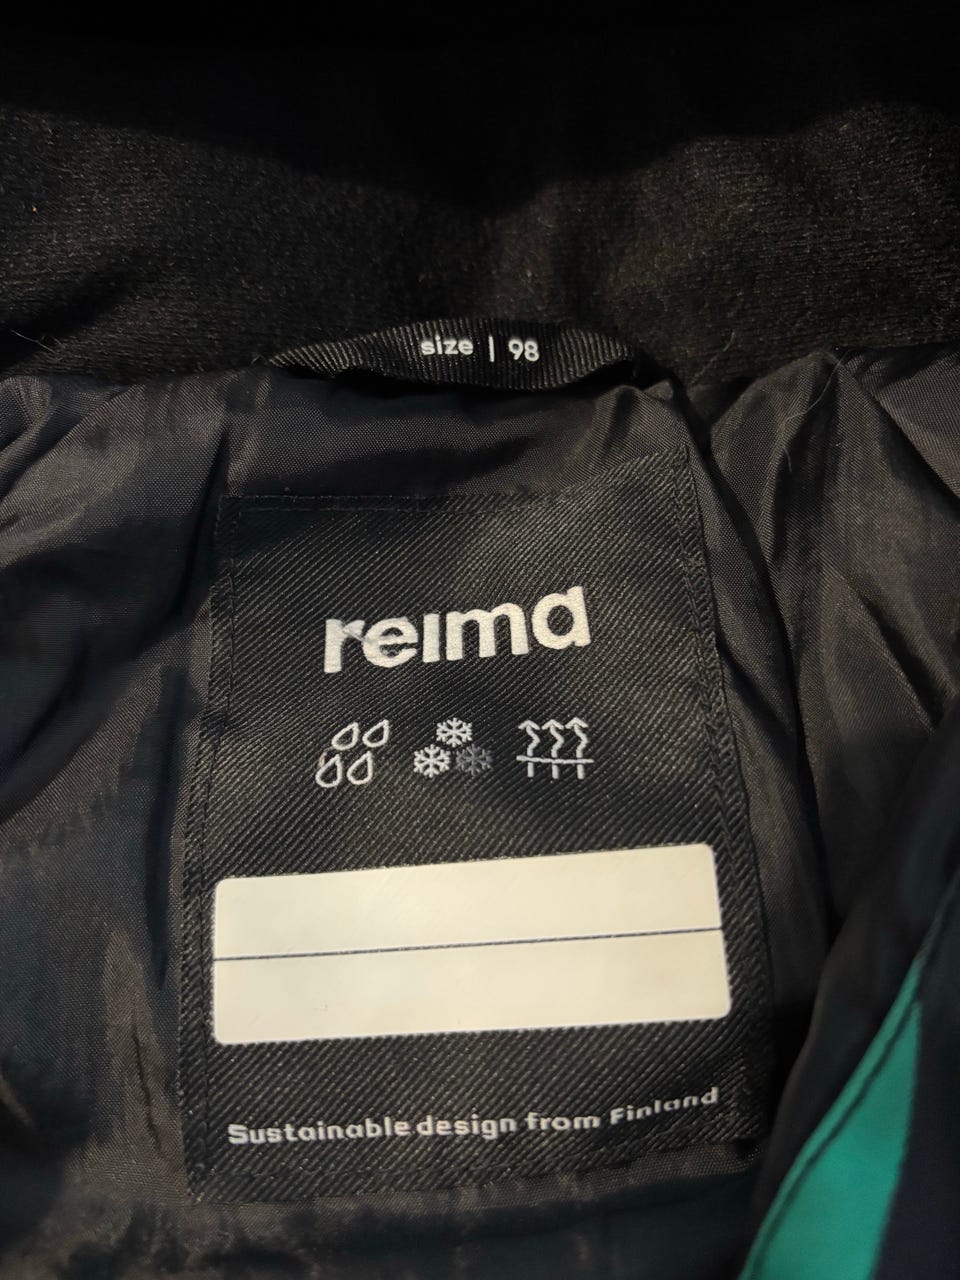 size | 98
reima
Sustainable design from Finland